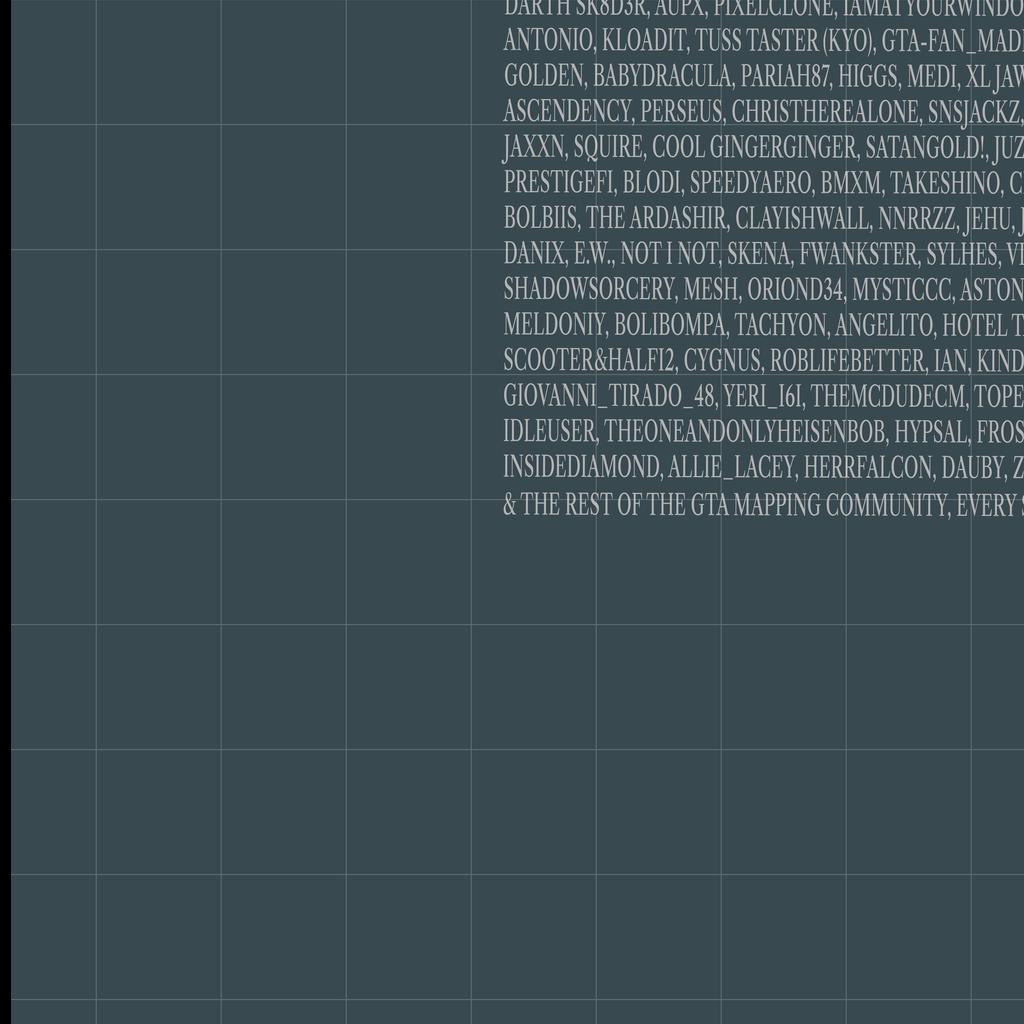 DARTH SK8D3R, AUPX, PIXELCLONE, IAMATYOURWINDO
ANTONIO, KLOADIT, TUSS TASTER (KYO), GTA-FAN_MAD
GOLDEN, BABYDRACULA, PARIAH87, HIGGS, MEDI, XL JAW
ASCENDENCY, PERSEUS, CHRISTHEREALONE, SNSJACKZ,
JAXXN, SQUIRE, COOL GINGERGINGER, SATANGOLD!, JUZ
PRESTIGEFI, BLODI, SPEEDYAERO, BMXM, TAKESHINO, C
BOLBIIS, THE ARDASHIR, CLAYISHWALL, NNRRZZ, JEHU,
DANIX, E.W., NOT I NOT, SKENA, FWANKSTER, SYLHES,
SHADOWSORCERY, MESH, ORIOND34, MYSTICCC, ASTON
MELDONIY, BOLIBOMPA, TACHYON, ANGELITO, HOTEL
SCOOTER&HALFI2, CYGNUS, ROBLIFEBETTER, IAN, KIND
GIOVANNI_TIRADO_48, YERI_I6I, THEMCDUDECM, TOPE
IDLEUSER, THEONEANDONLYHEISENBOB, HYPSAL, FROS
INSIDEDIAMOND, ALLIE_LACEY, HERRFALCON, DAUBY, Z
& THE REST OF THE GTA MAPPING COMMUNITY, EVERY